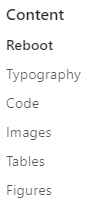 Content
Reboot
Typography
Code
Images
Tables
Figures